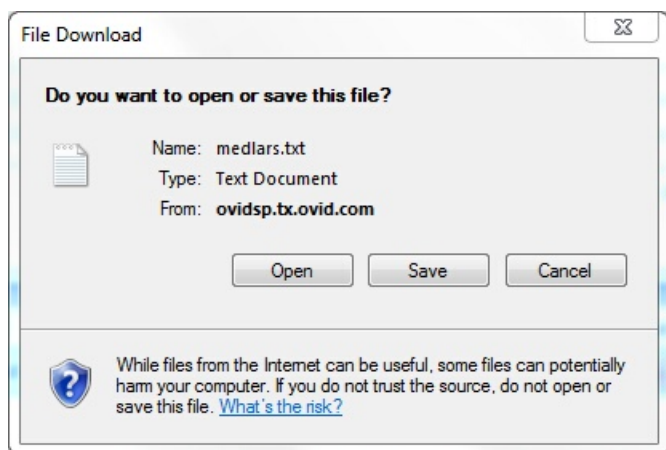 File Download
Do you want to open or save this file?
Name: medlars.txt
Type: Text Document
From: ovidsp.tx.ovid.com
Open Save Cancel
While files from the Internet can be useful, some files can potentially
harm your computer. If you do not trust the source, do not open or
save this file. What's the risk?